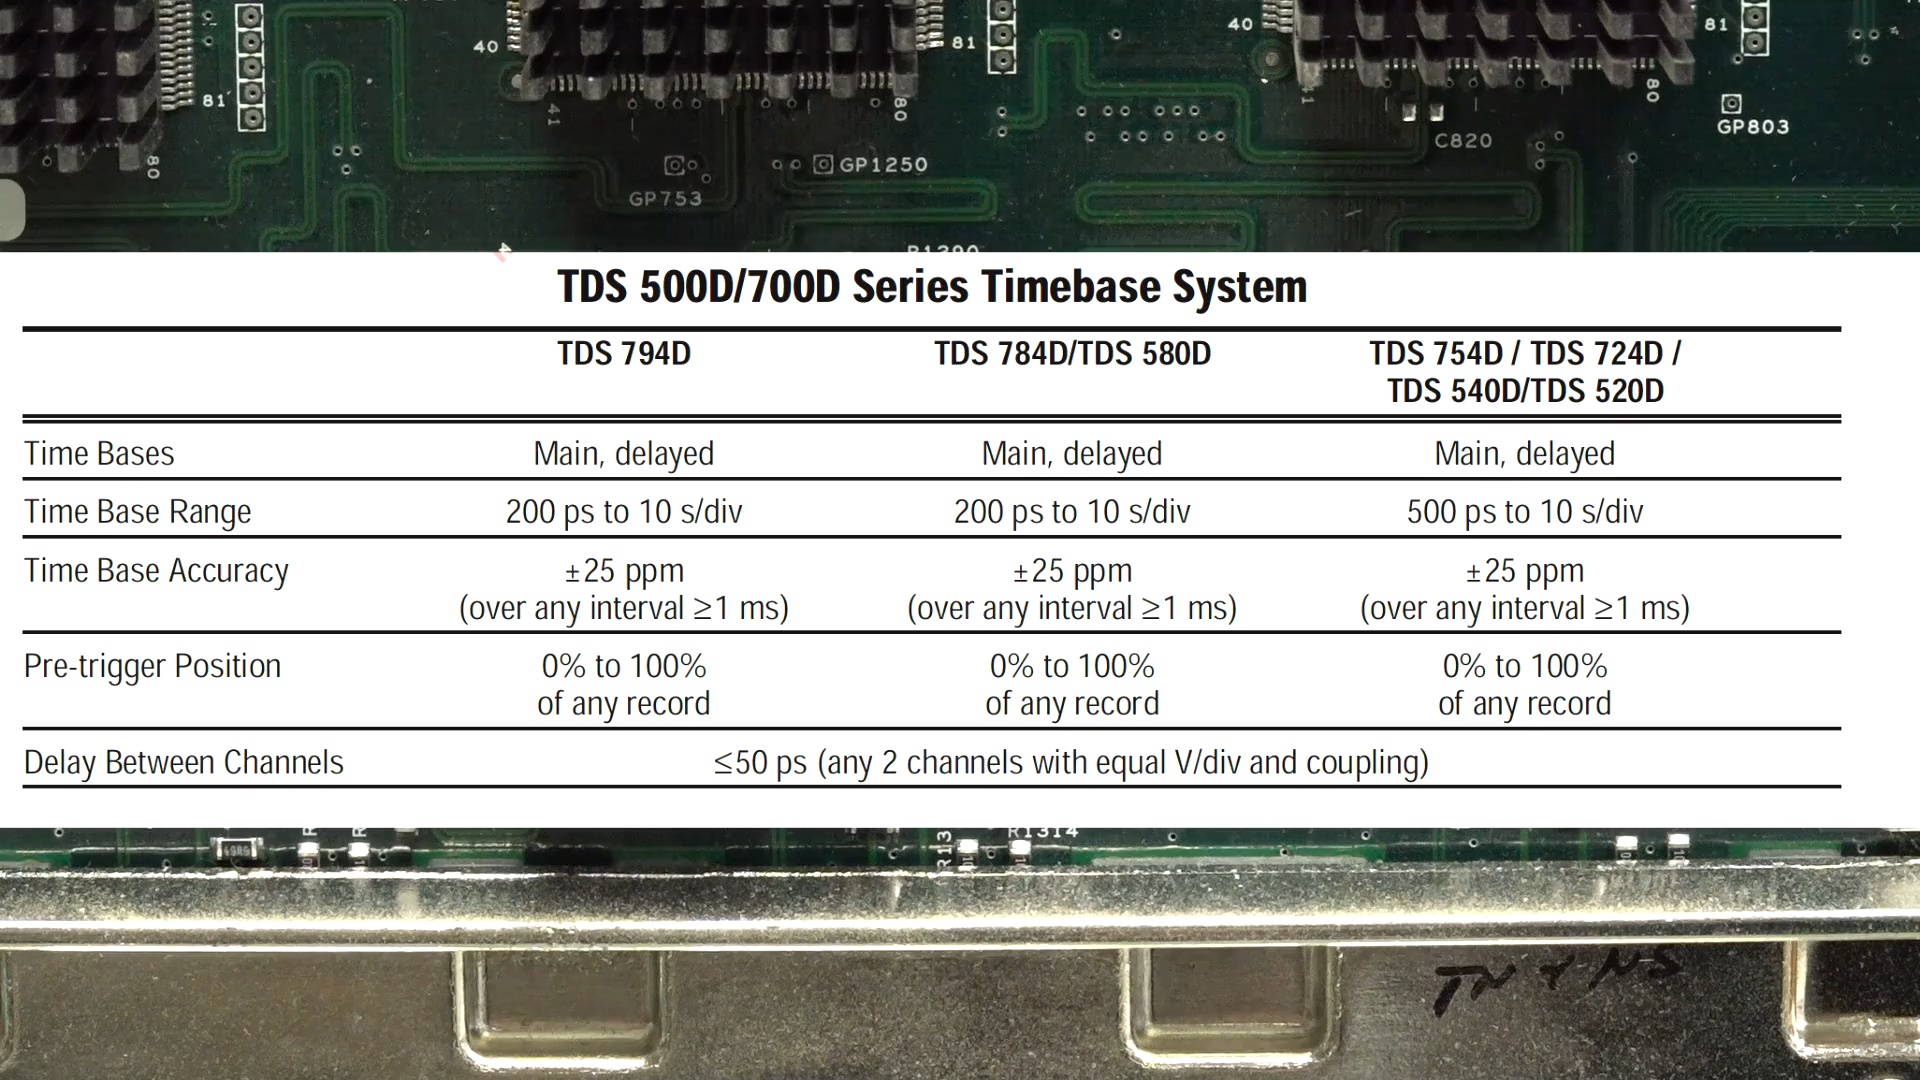 40
81
40
81
81
41
80
41
80
80
C820
GP803
GP1250
GP753
R1290
TDS 500D/700D Series Timebase System
TDS 794D TDS 784D/TDS 580D TDS 754D / TDS 724D /
TDS 540D/TDS 520D
Time Bases Main, delayed Main, delayed Main, delayed
Time Base Range 200 ps to 10 s/div 200 ps to 10 s/div 500 ps to 10 s/div
Time Base Accuracy ±25 ppm ±25 ppm ±25 ppm
(over any interval ≥1 ms) (over any interval ≥1 ms) (over any interval ≥1 ms)
Pre-trigger Position 0% to 100% 0% to 100% 0% to 100%
of any record of any record of any record
Delay Between Channels ≤50 ps (any 2 channels with equal V/div and coupling)
R1314
R13
49R9